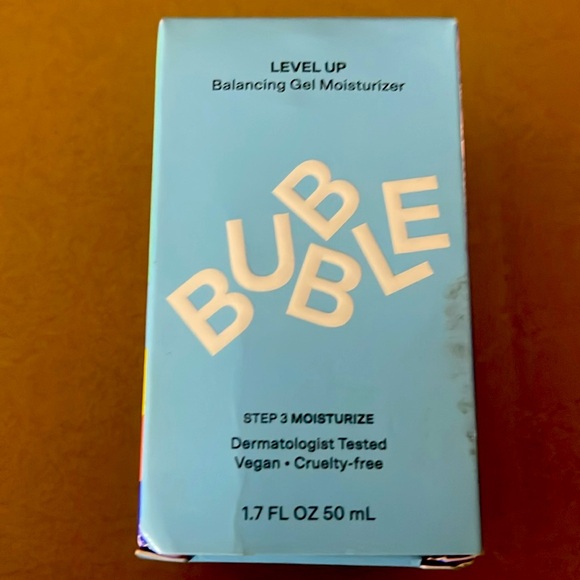 LEVEL UP
Balancing Gel Moisturizer
BUBBLE
STEP 3 MOISTURIZE
Dermatologist Tested
Vegan • Cruelty-free
1.7 FL OZ 50 mL